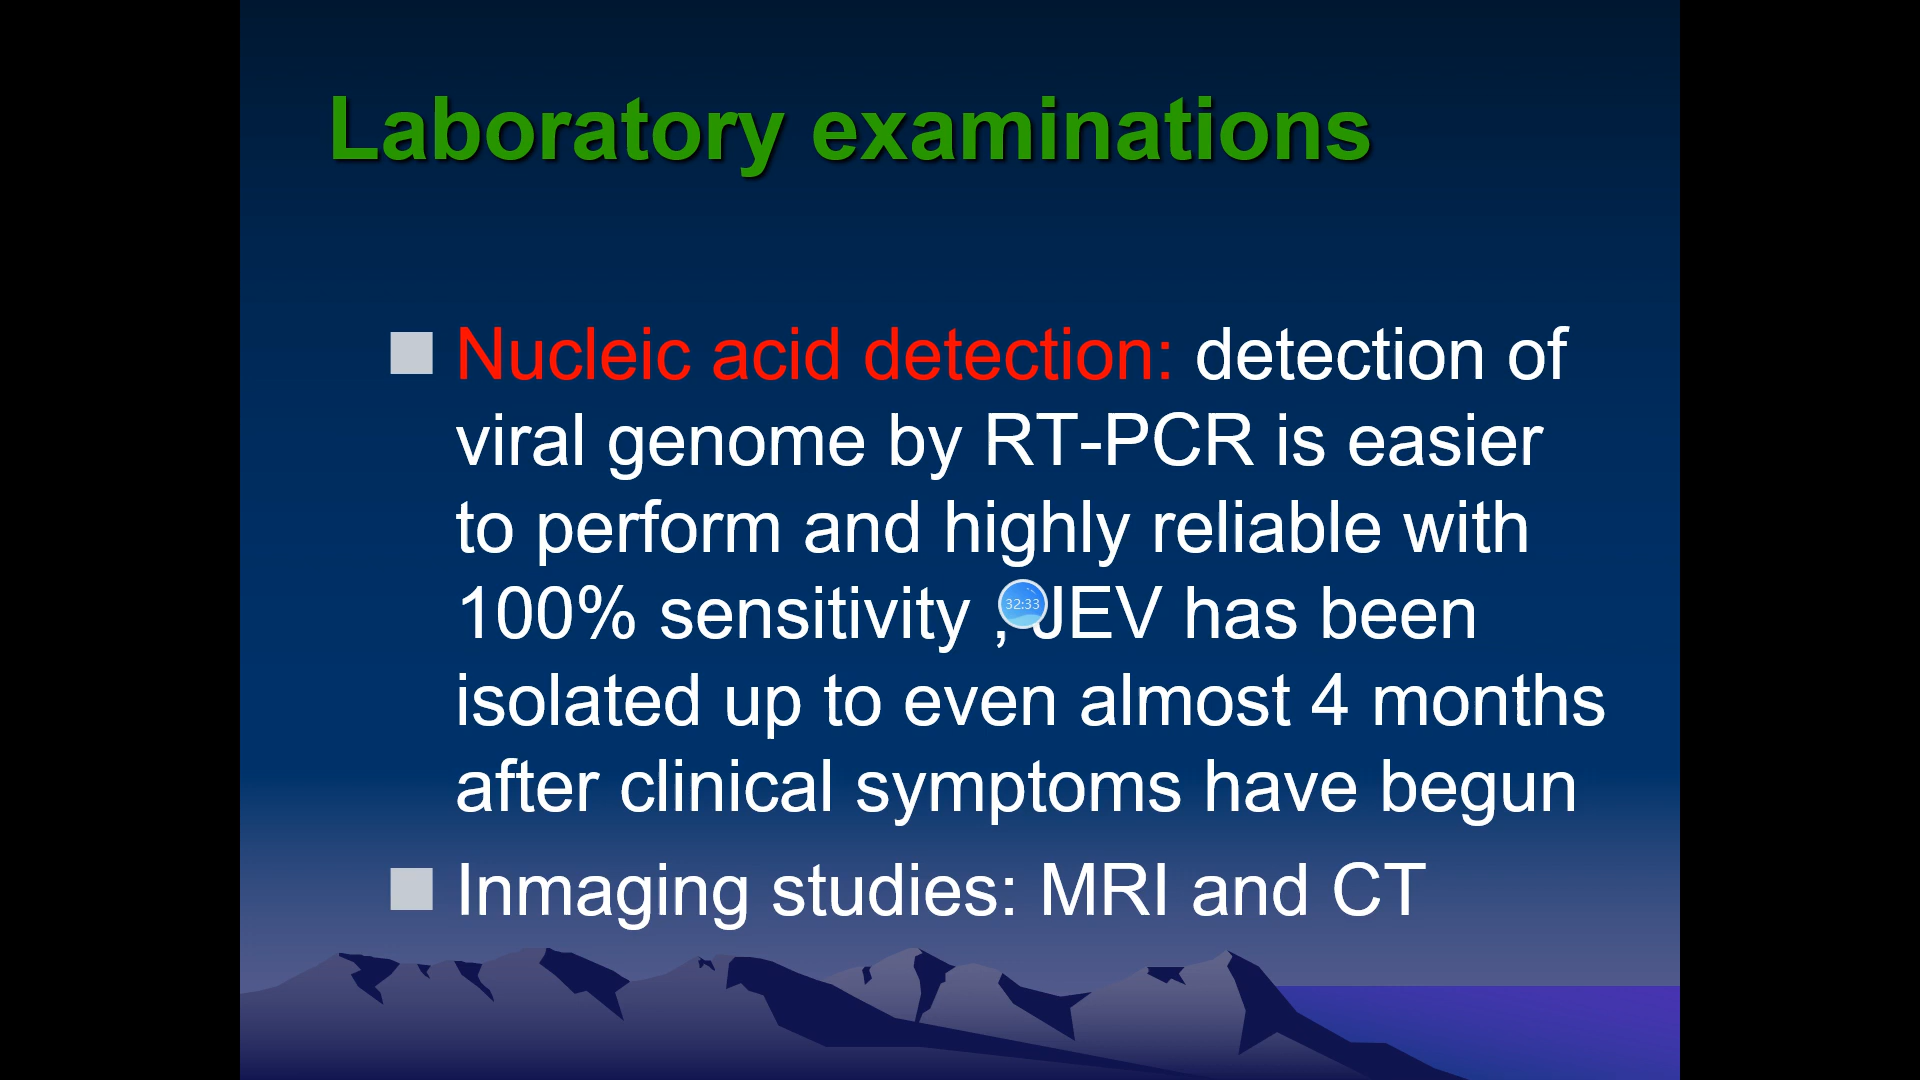 Laboratory examinations
Nucleic acid detection: detection of
viral genome by RT-PCR is easier
to perform and highly reliable with
100% sensitivity , JEV has been
32:33
isolated up to even almost 4 months
after clinical symptoms have begun
Inmaging studies: MRI and CT